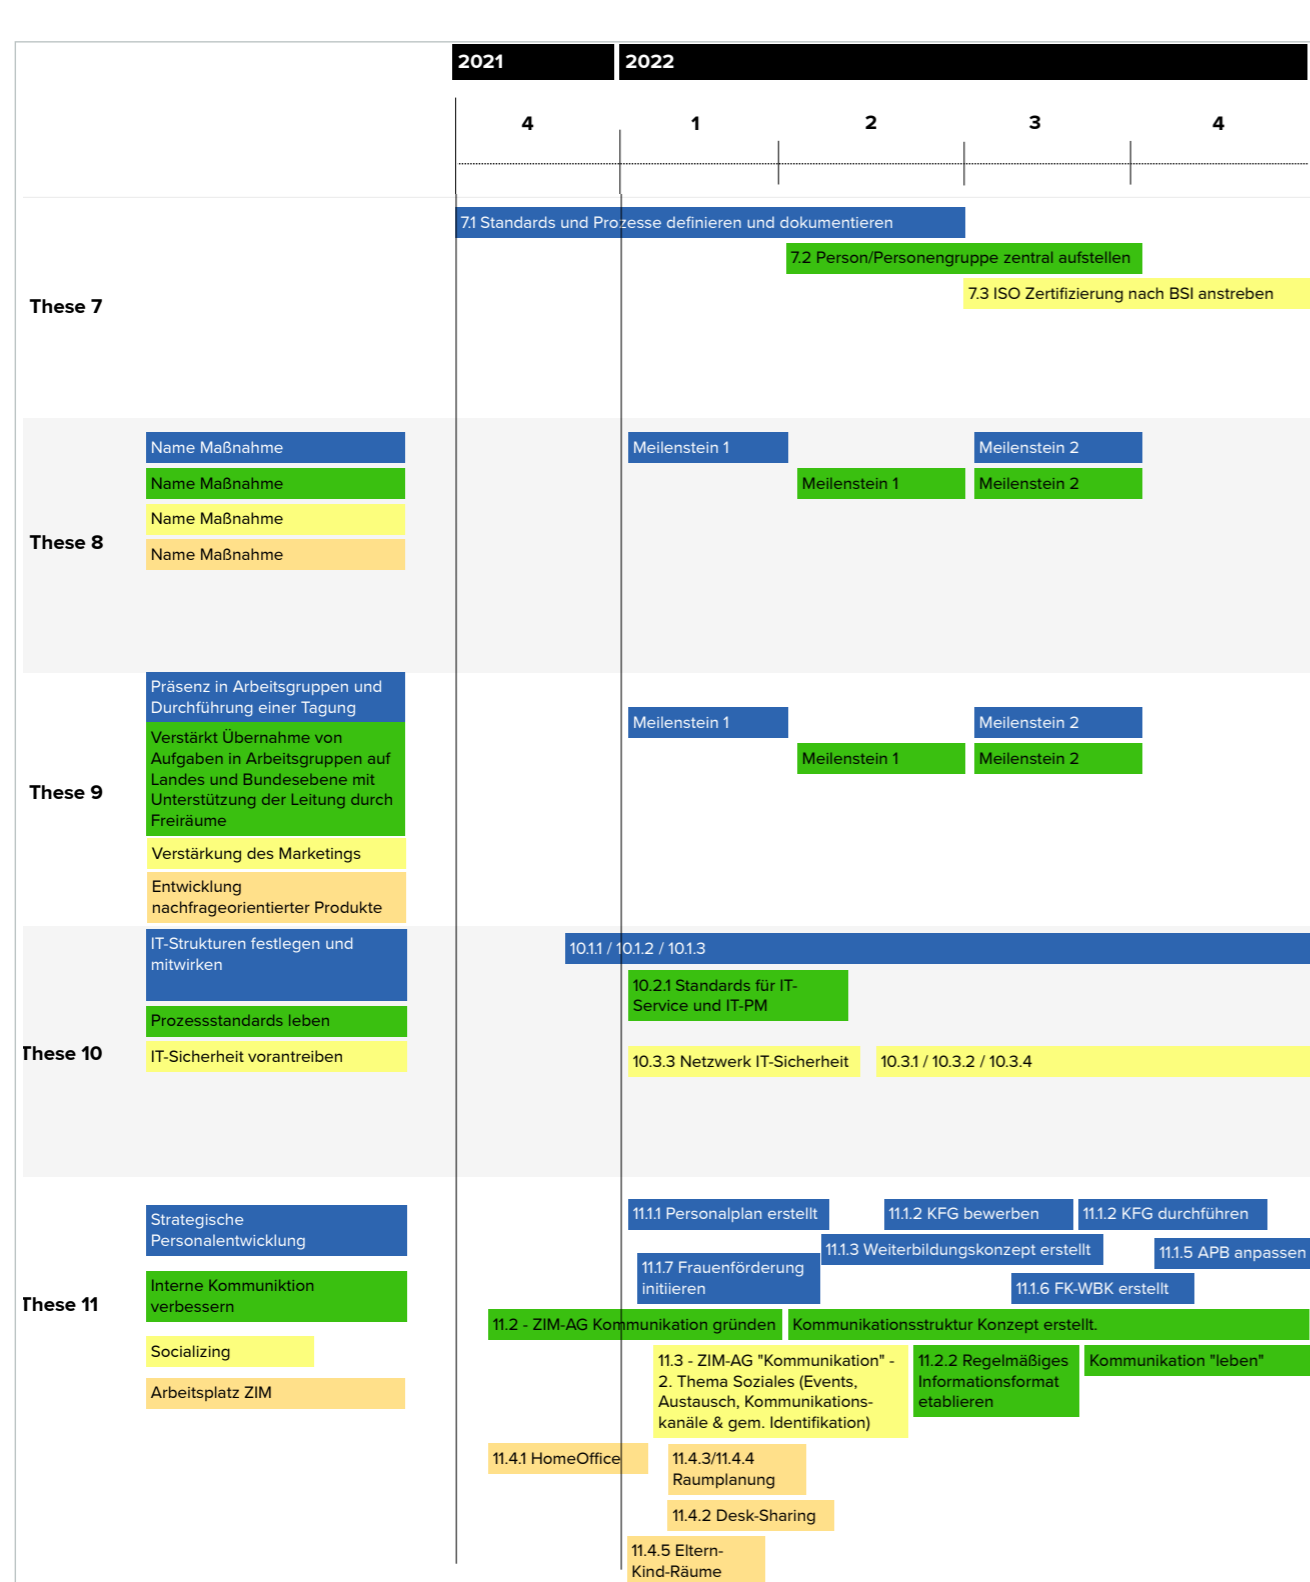 2021
2022
4
1
2
3
4
7.1 Standards und Prozesse definieren und dokumentieren
7.2 Person/Personengruppe zentral aufstellen
7.3 ISO Zertifizierung nach BSI anstreben
These 7
Name Maßnahme
Meilenstein 1
Meilenstein 2
Name Maßnahme
Meilenstein 1
Meilenstein 2
Name Maßnahme
These 8
Name Maßnahme
Präsenz in Arbeitsgruppen und
Durchführung einer Tagung
Meilenstein 1
Meilenstein 2
Verstärkt Übernahme von
Aufgaben in Arbeitsgruppen auf
Landes und Bundesebene mit
Unterstützung der Leitung durch
Freiräume
Meilenstein 1
Meilenstein 2
These 9
Verstärkung des Marketings
Entwicklung
nachfrageorientierter Produkte
IT-Strukturen festlegen und
mitwirken
10.1.1 / 10.1.2 / 10.1.3
10.2.1 Standards für IT-
Service und IT-PM
Prozessstandards leben
These 10
IT-Sicherheit vorantreiben
10.3.3 Netzwerk IT-Sicherheit
10.3.1 / 10.3.2 / 10.3.4
Strategische
Personalentwicklung
11.1.1 Personalplan erstellt
11.1.2 KFG bewerben
11.1.2 KFG durchführen
11.1.3 Weiterbildungskonzept erstellt
11.1.5 APB anpassen
11.1.7 Frauenförderung
initiieren
11.1.6 FK-WBK erstellt
Interne Kommuniktion
verbessern
These 11
11.2 - ZIM-AG Kommunikation gründen
Kommunikationsstruktur Konzept erstellt.
Socializing
11.3 - ZIM-AG "Kommunikation" -
2. Thema Soziales (Events,
Austausch, Kommunikations-
kanäle & gem. Identifikation)
11.2.2 Regelmäßiges
Informationsformat
etablieren
Kommunikation "leben"
Arbeitsplatz ZIM
11.4.1 HomeOffice
11.4.3/11.4.4
Raumplanung
11.4.2 Desk-Sharing
11.4.5 Eltern-
Kind-Räume